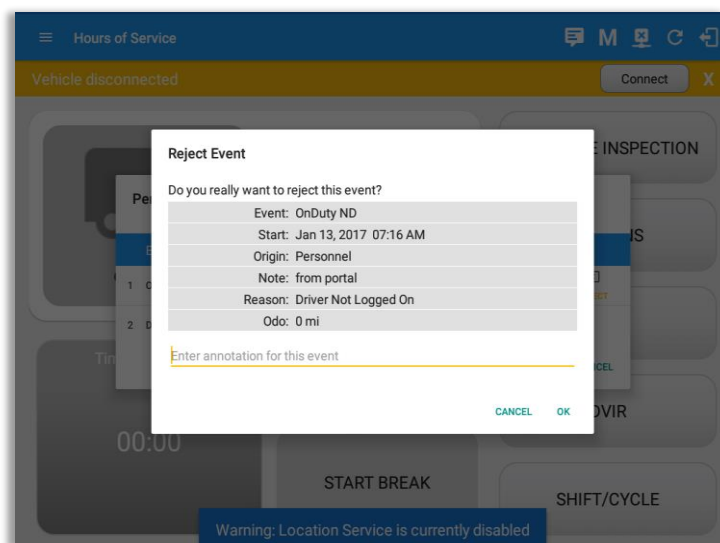 Hours of Service
M
Vehicle disconnected
Connect
X
Reject Event
Do you really want to reject this event?
Event: OnDuty ND
Start: Jan 13, 2017 07:16 AM
Origin: Personnel
Note: from portal
Reason: Driver Not Logged On
Odo: 0 mi
Enter annotation for this event
CANCEL OK
INSPECTION
1
2
00:00
START BREAK
DVIR
SHIFT/CYCLE
Warning: Location Service is currently disabled